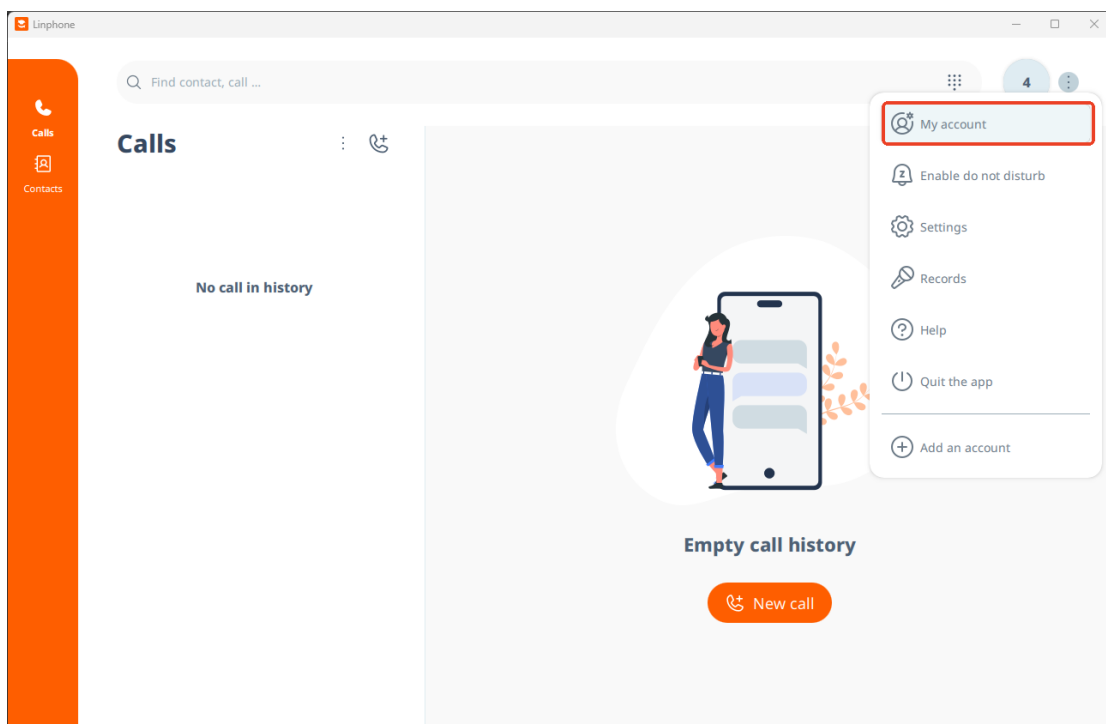 Linphone
Find contact, call ...
4
Calls
Contacts
Calls
No call in history
My account
Enable do not disturb
Settings
Records
Help
Quit the app
Add an account
Empty call history
New call